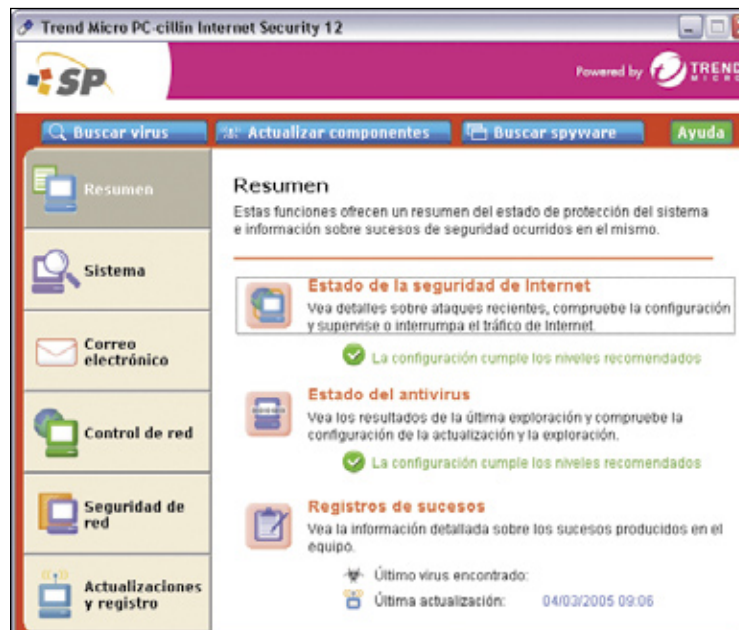 Trend Micro PC-cillin Internet Security 12
SP
Powered by
TREND
MICRO
Buscar virus
Actualizar componentes
Buscar spyware
Ayuda
Resumen
Sistema
Correo
electrónico
Control de red
Seguridad de
red
Actualizaciones
y registro
Resumen
Estas funciones ofrecen un resumen del estado de protección del sistema
e información sobre sucesos de seguridad ocurridos en el mismo.
Estado de la seguridad de Internet
Vea detalles sobre ataques recientes, compruebe la configuración
y supervise o interrumpa el tráfico de Internet.
La configuración cumple los niveles recomendados
Estado del antivirus
Vea los resultados de la última exploración y compruebe la
configuración de la actualización y la exploración.
La configuración cumple los niveles recomendados
Registros de sucesos
Vea la información detallada sobre los sucesos producidos en el
equipo.
Último virus encontrado:
Última actualización: 04/03/2005 09:06